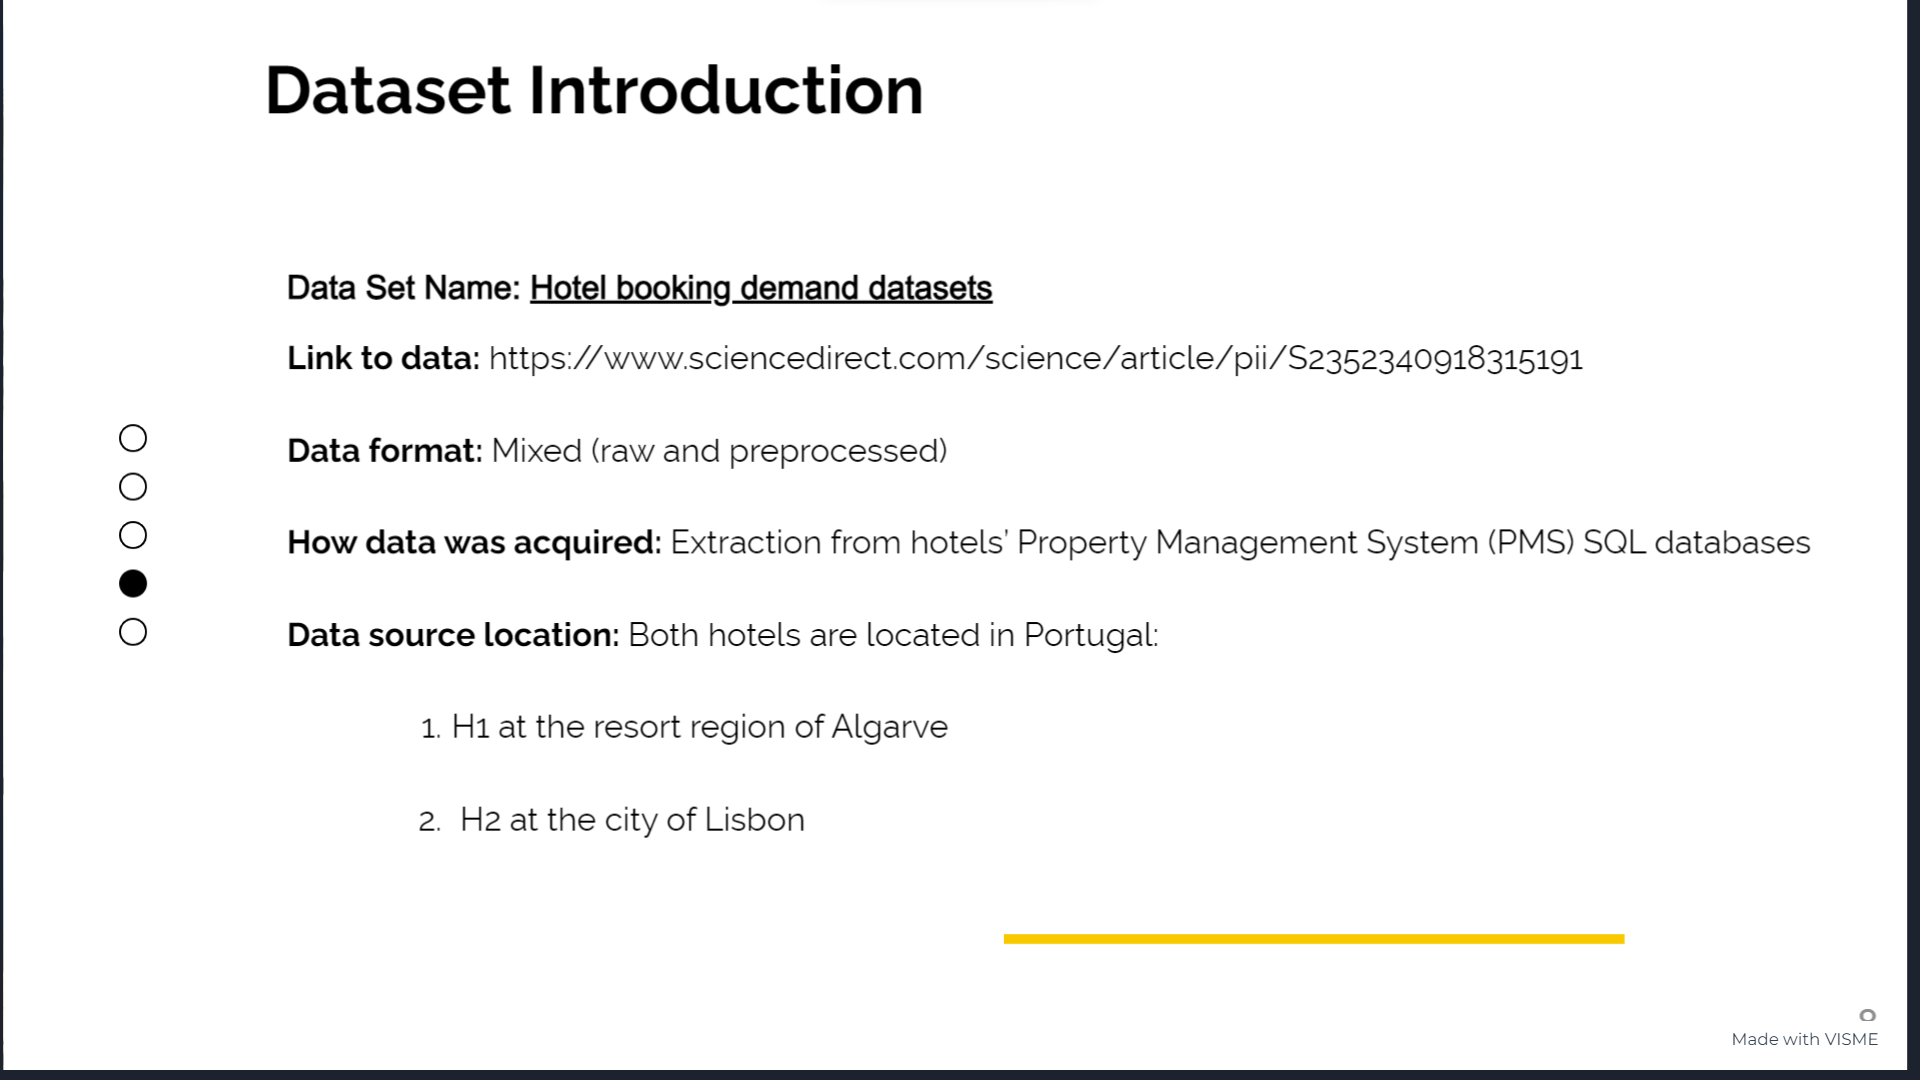 Dataset Introduction
Data Set Name: Hotel booking demand datasets
Link to data: https://www.sciencedirect.com/science/article/pii/S2352340918315191
Data format: Mixed (raw and preprocessed)
How data was acquired: Extraction from hotels’ Property Management System (PMS) SQL databases
Data source location: Both hotels are located in Portugal:
1. H1 at the resort region of Algarve
2. H2 at the city of Lisbon
Made with VISME